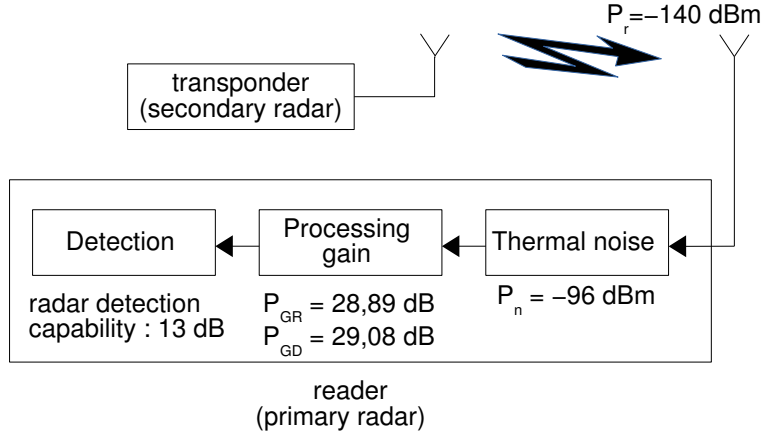 P_r=−140 dBm
transponder
(secondary radar)
Detection
Processing
gain
Thermal noise
radar detection
capability : 13 dB
P_GR = 28,89 dB
P_GD = 29,08 dB
P_n = −96 dBm
reader
(primary radar)